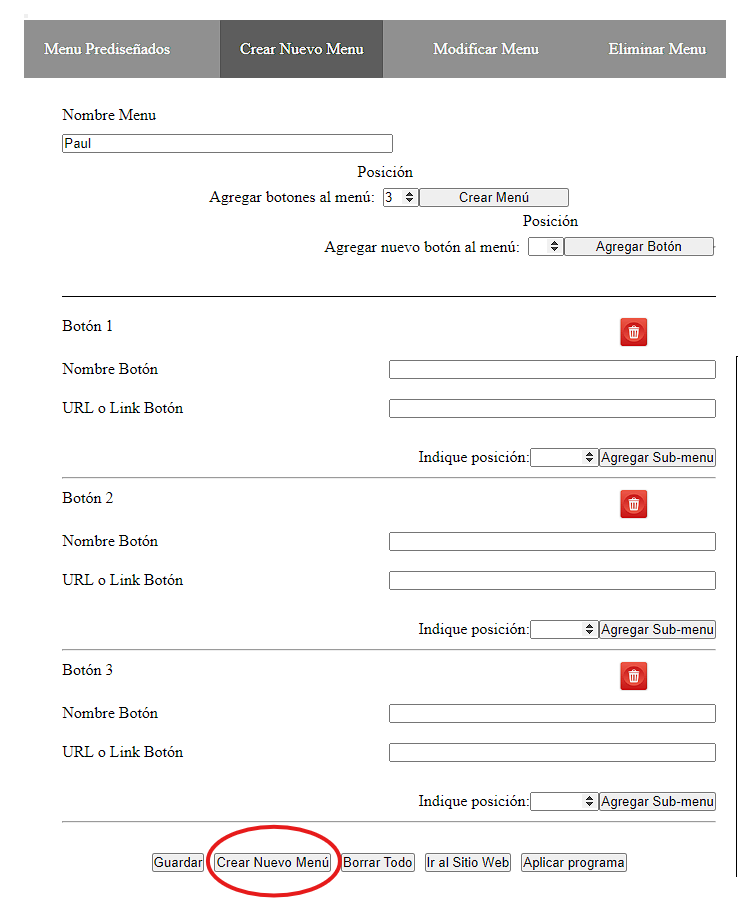 Menu Prediseñados Crear Nuevo Menu Modificar Menu Eliminar Menu
Nombre Menu
Paul
Posición
Agregar botones al menú: 3 Crear Menú
Posición
Agregar nuevo botón al menú: Agregar Botón
Botón 1
Nombre Botón
URL o Link Botón
Indique posición: Agregar Sub-menu
Botón 2
Nombre Botón
URL o Link Botón
Indique posición: Agregar Sub-menu
Botón 3
Nombre Botón
URL o Link Botón
Indique posición: Agregar Sub-menu
Guardar Crear Nuevo Menú Borrar Todo Ir al Sitio Web Aplicar programa